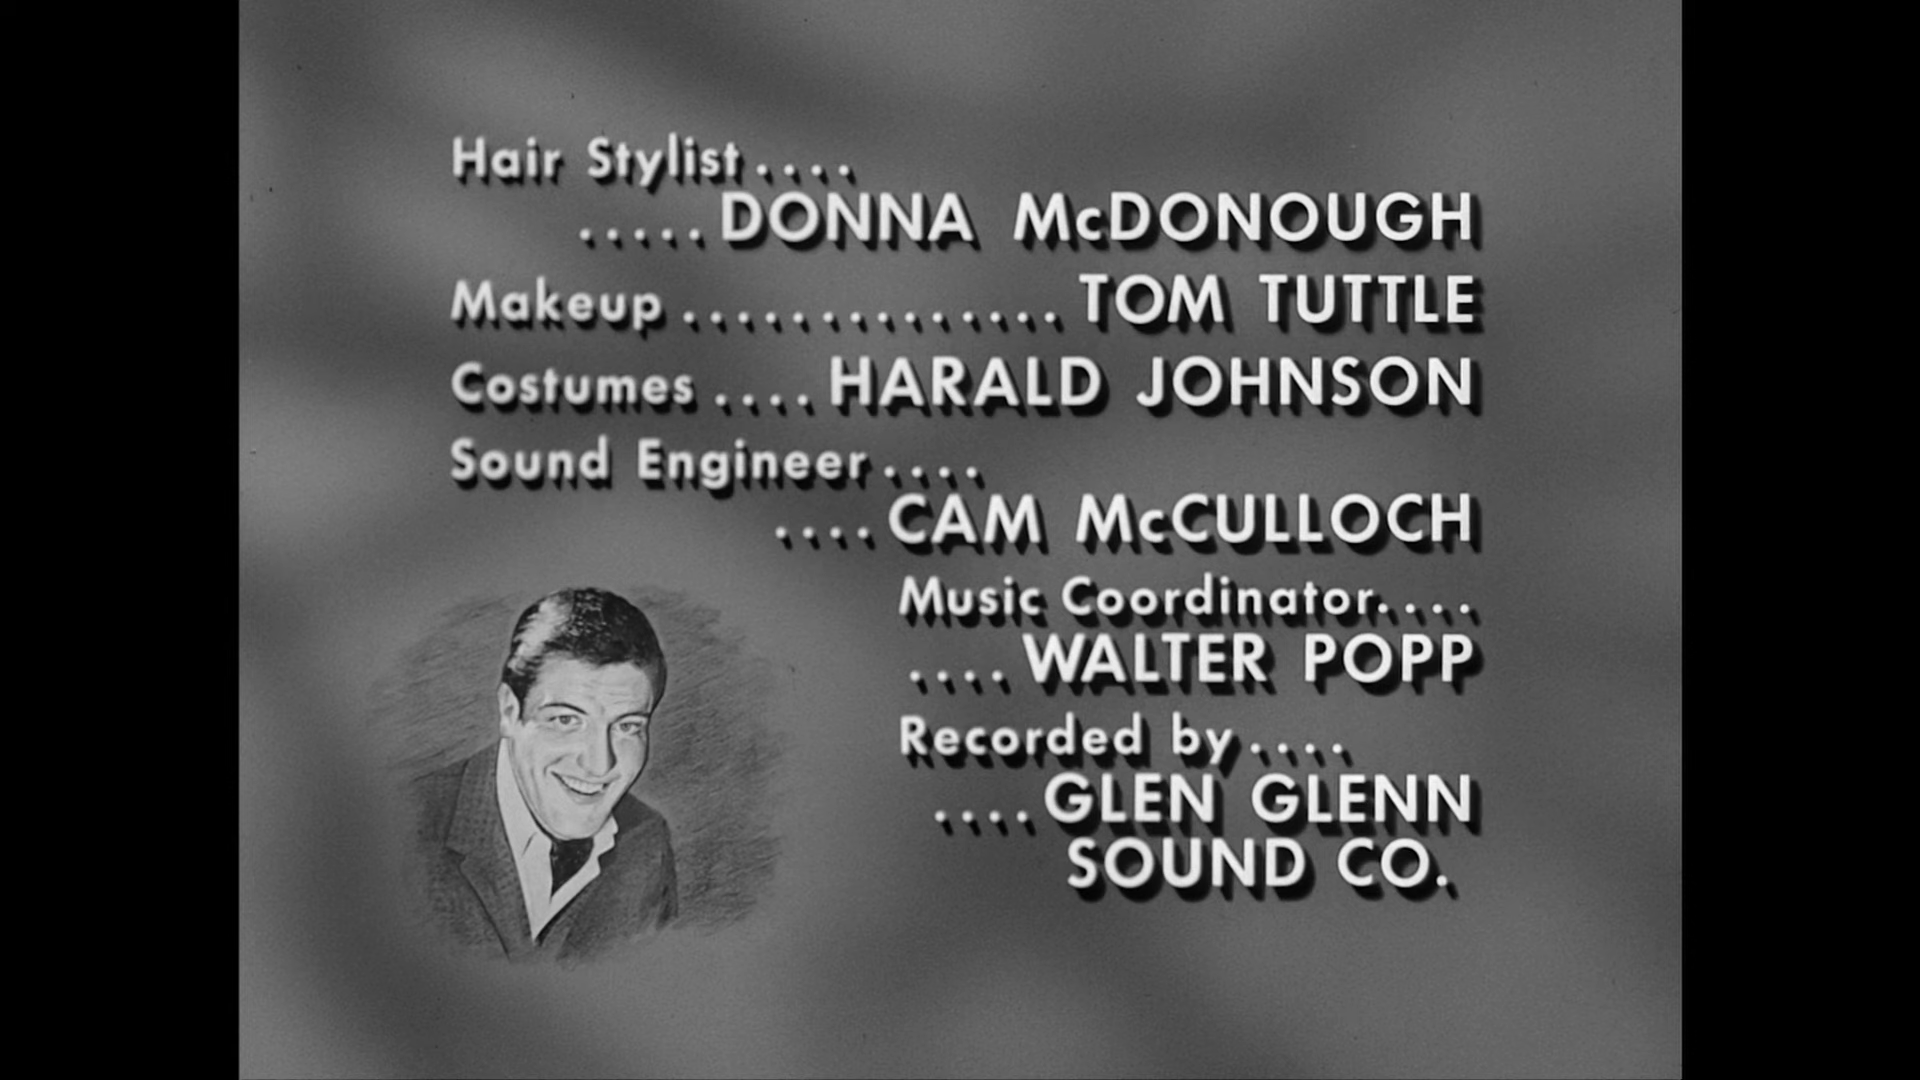 Hair Stylist....
.....DONNA McDONOUGH
Makeup..............TOM TUTTLE
Costumes....HARALD JOHNSON
Sound Engineer....
....CAM McCULLOCH
Music Coordinator....
....WALTER POPP
Recorded by....
....GLEN GLENN
SOUND CO.